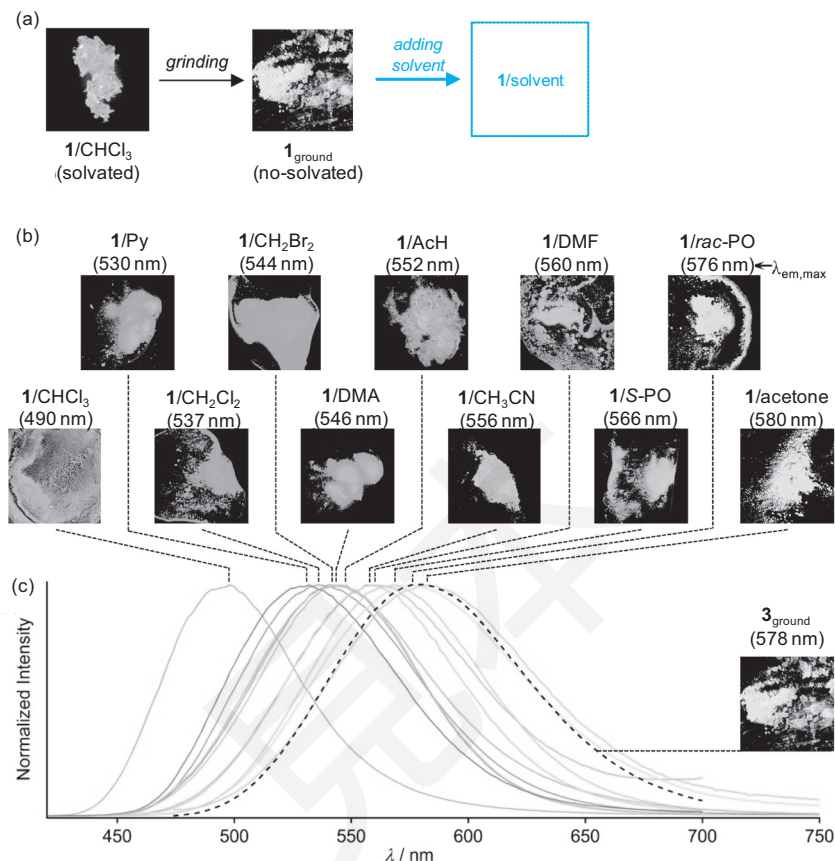 (a)
grinding
adding
solvent
1/solvent
1/CHCl3
(solvated)
1ground
(no-solvated)
(b)
1/Py
(530 nm)
1/CH2Br2
(544 nm)
1/AcH
(552 nm)
1/DMF
(560 nm)
1/rac-PO
(576 nm)
λem,max
1/CHCl3
(490 nm)
1/CH2Cl2
(537 nm)
1/DMA
(546 nm)
1/CH3CN
(556 nm)
1/S-PO
(566 nm)
1/acetone
(580 nm)
(c)
Normalized Intensity
3ground
(578 nm)
450
500
550
600
650
700
750
λ / nm